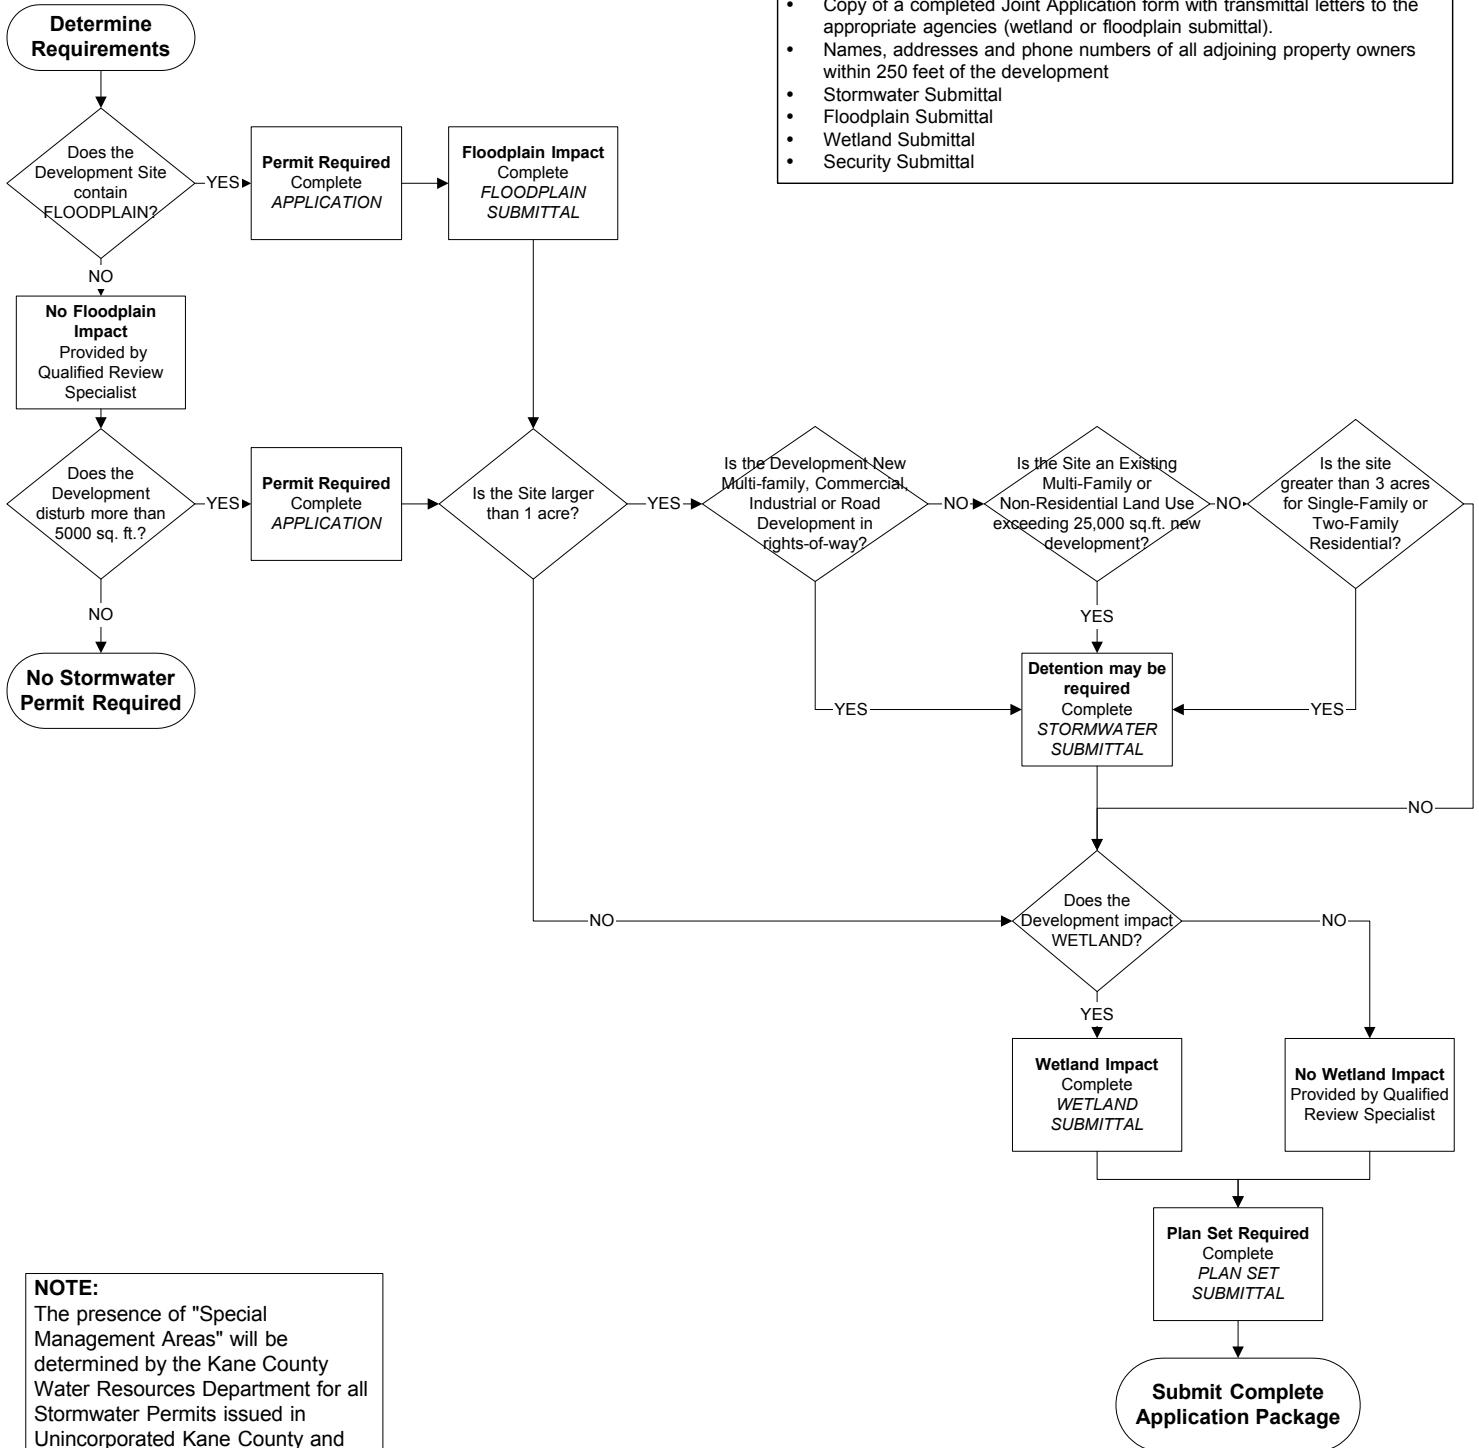 • Copy of a completed Joint Application form with transmittal letters to the
appropriate agencies (wetland or floodplain submittal).
• Names, addresses and phone numbers of all adjoining property owners
within 250 feet of the development
• Stormwater Submittal
• Floodplain Submittal
• Wetland Submittal
• Security Submittal
Determine
Requirements
Does the
Development Site
contain
FLOODPLAIN?
YES
Permit Required
Complete
APPLICATION
Floodplain Impact
Complete
FLOODPLAIN
SUBMITTAL
NO
No Floodplain
Impact
Provided by
Qualified Review
Specialist
Does the
Development
disturb more than
5000 sq. ft.?
YES
Permit Required
Complete
APPLICATION
Is the Site larger
than 1 acre?
YES
Is the Development New
Multi-family, Commercial,
Industrial or Road
Development in
rights-of-way?
NO
Is the Site an Existing
Multi-Family or
Non-Residential Land Use
exceeding 25,000 sq.ft. new
development?
NO
Is the site
greater than 3 acres
for Single-Family or
Two-Family
Residential?
NO
No Stormwater
Permit Required
YES
YES
Detention may be
required
Complete
STORMWATER
SUBMITTAL
YES
NO
NO
Does the
Development impact
WETLAND?
NO
YES
Wetland Impact
Complete
WETLAND
SUBMITTAL
No Wetland Impact
Provided by Qualified
Review Specialist
Plan Set Required
Complete
PLAN SET
SUBMITTAL
Submit Complete
Application Package
NOTE:
The presence of "Special
Management Areas" will be
determined by the Kane County
Water Resources Department for all
Stormwater Permits issued in
Unincorporated Kane County and